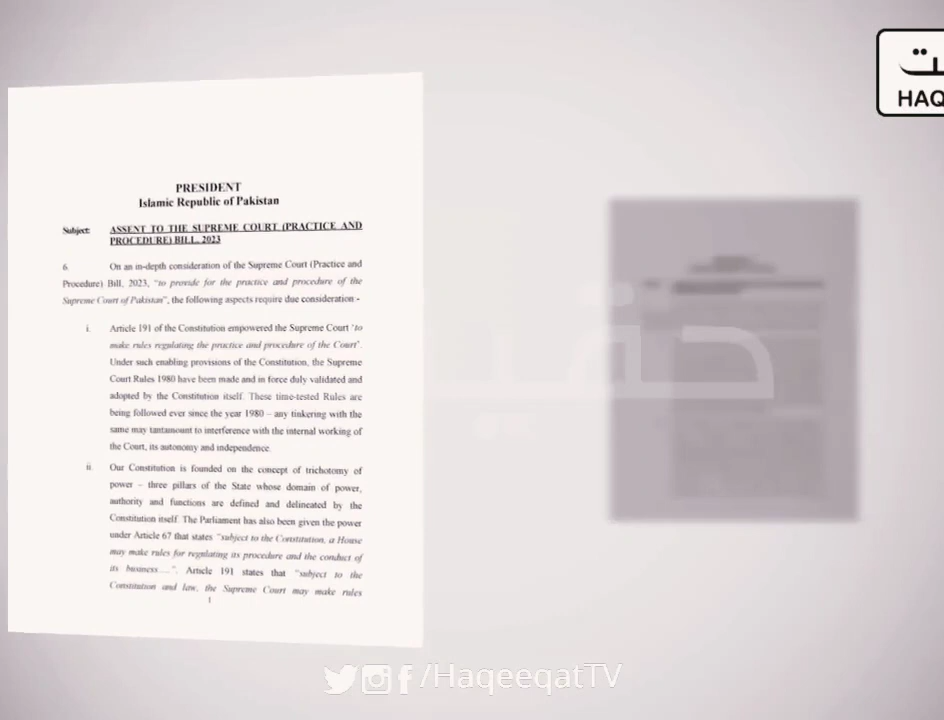 PRESIDENT
Islamic Republic of Pakistan
Subject: ASSENT TO THE SUPREME COURT (PRACTICE AND
PROCEDURE) BILL, 2023
6. On an in-depth consideration of the Supreme Court (Practice and
Procedure) Bill, 2023, "to provide for the practice and procedure of the
Supreme Court of Pakistan", the following aspects require due consideration -
i. Article 191 of the Constitution empowered the Supreme Court "to
make rules regulating the practice and procedure of the Court".
Under such enabling provisions of the Constitution, the Supreme
Court Rules 1980 have been made and in force duly validated and
adopted by the Constitution itself. These time-tested Rules are
being followed ever since the year 1980 – any tinkering with the
same may tantamount to interference with the internal working of
the Court, its autonomy and independence.
ii. Our Constitution is founded on the concept of trichotomy of
power – three pillars of the State whose domain of power,
authority and functions are defined and delineated by the
Constitution itself. The Parliament has also been given the power
under Article 67 that states "subject to the Constitution, a House
may make rules for regulating its procedure and the conduct of
its business....". Article 191 states that "subject to the
Constitution and law, the Supreme Court may make rules
1
HAQ
/HaqeeqatTV